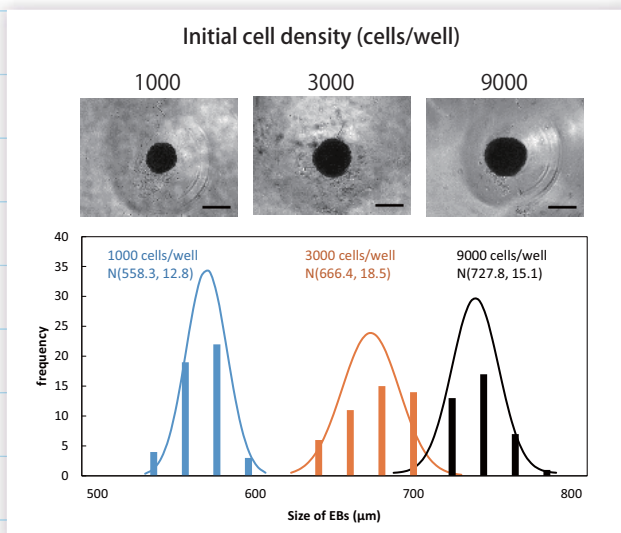 Initial cell density (cells/well)
1000 3000 9000
40
35
30
25
20
15
10
5
0
frequency
1000 cells/well
N(558.3, 12.8)
3000 cells/well
N(666.4, 18.5)
9000 cells/well
N(727.8, 15.1)
500 600 700 800
Size of EBs (μm)